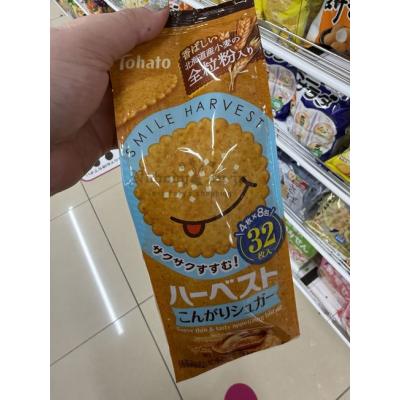 Tohato
香ばしい
北海道産小麦の
全粒粉入り
SMILE HARVEST
サクサクすすむ!
4枚×8包!
32
枚入
ハーベスト
こんがりシュガー